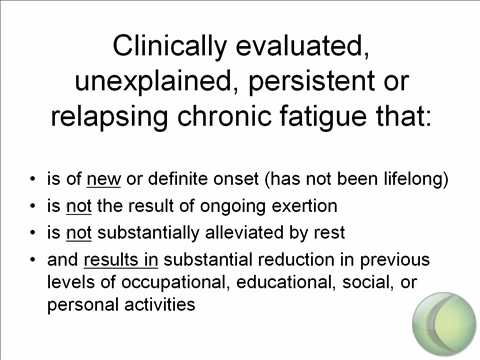 Clinically evaluated,
unexplained, persistent or
relapsing chronic fatigue that:
• is of new or definite onset (has not been lifelong)
• is not the result of ongoing exertion
• is not substantially alleviated by rest
• and results in substantial reduction in previous
levels of occupational, educational, social, or
personal activities